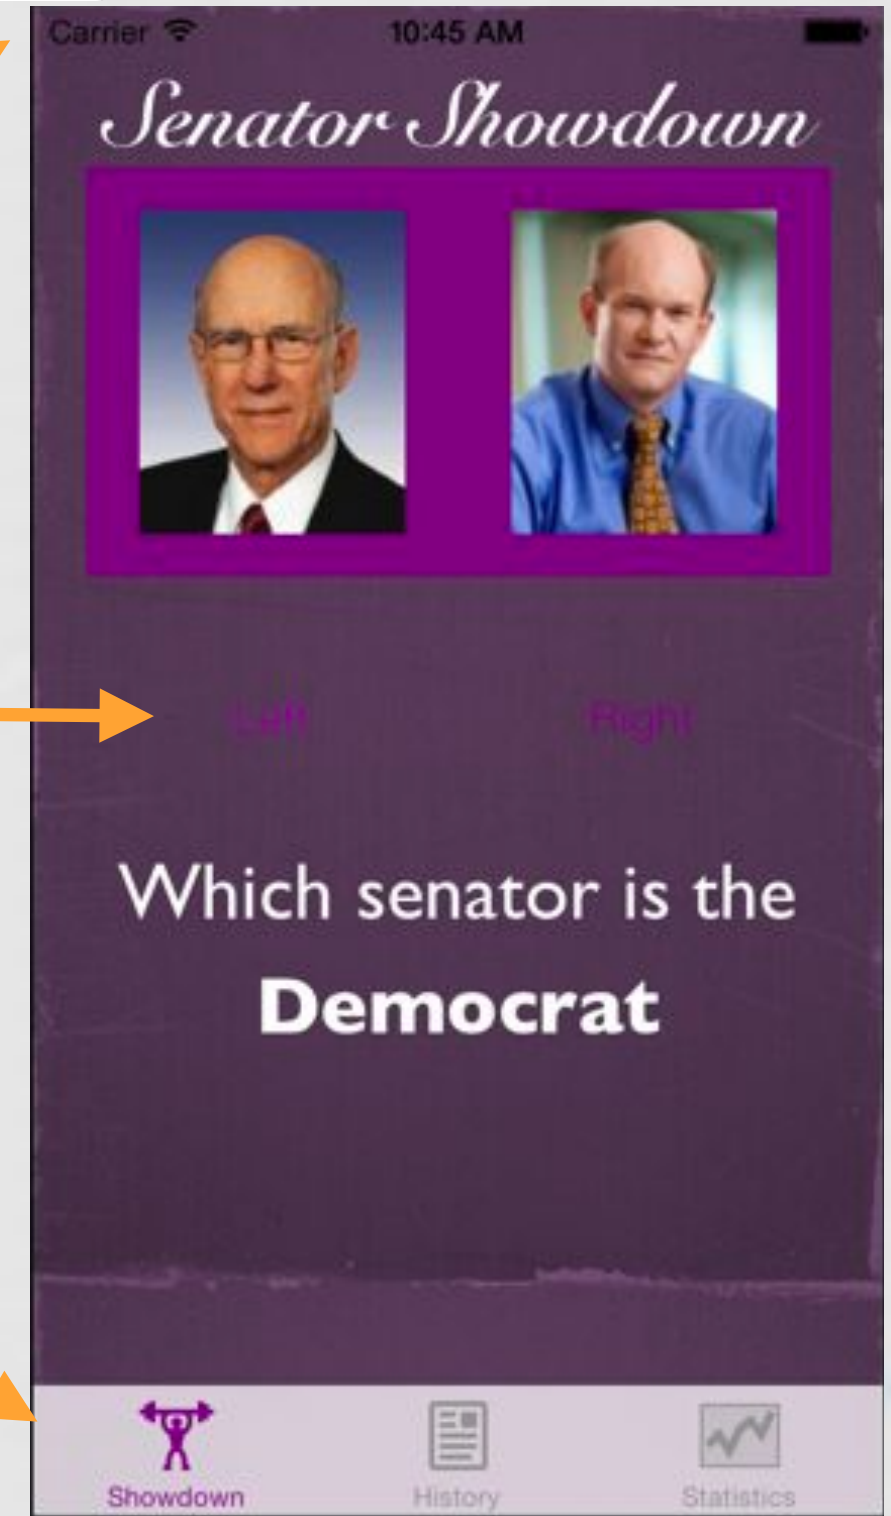 Carrier
10:45 AM
Senator Showdown
Left
Right
Which senator is the
Democrat
Showdown
History
Statistics